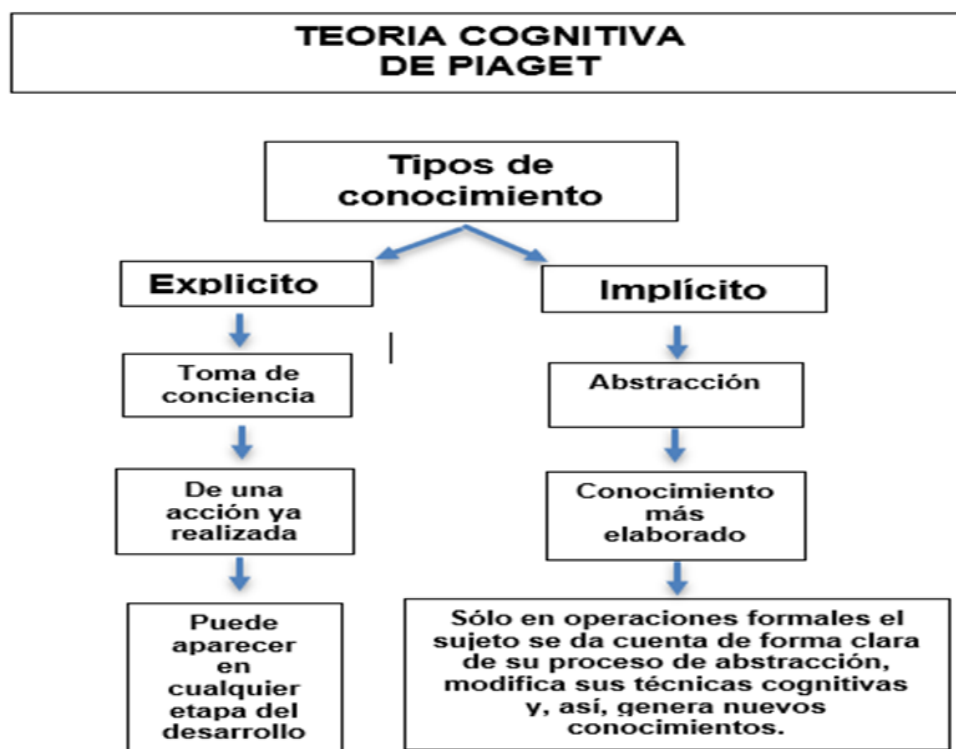 TEORIA COGNITIVA
DE PIAGET
Tipos de
conocimiento
Explicito
Implícito
Toma de
conciencia
Abstracción
De una
acción ya
realizada
Conocimiento
más
elaborado
Puede
aparecer
en
cualquier
etapa del
desarrollo
Sólo en operaciones formales el
sujeto se da cuenta de forma clara
de su proceso de abstracción,
modifica sus técnicas cognitivas
y, así, genera nuevos
conocimientos.